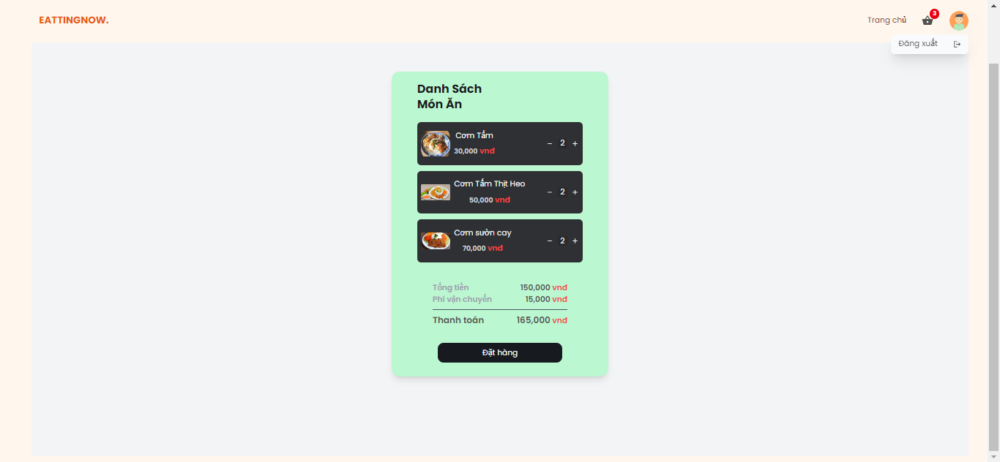 EATTINGNOW.
Trang chủ
3
Đăng xuất
Danh Sách
Món Ăn
Cơm Tấm
30,000 vnđ
− 2 +
Cơm Tấm Thịt Heo
50,000 vnđ
− 2 +
Cơm sườn cay
70,000 vnđ
− 2 +
Tổng tiền 150,000 vnđ
Phí vận chuyển 15,000 vnđ
Thanh toán 165,000 vnđ
Đặt hàng